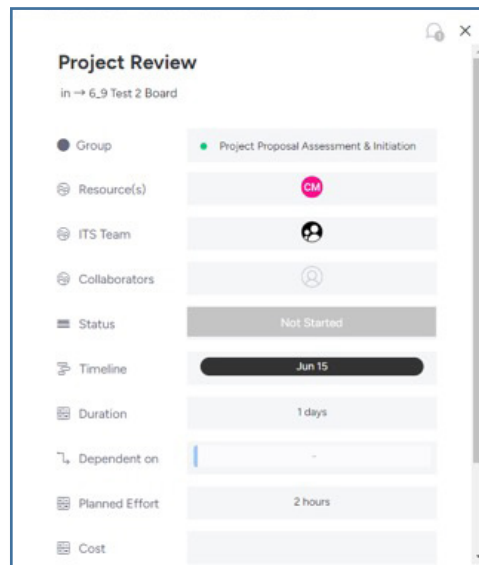 Project Review
in → 6_9 Test 2 Board
Group Project Proposal Assessment & Initiation
Resource(s) CM
ITS Team
Collaborators
Status Not Started
Timeline Jun 15
Duration 1 days
Dependent on -
Planned Effort 2 hours
Cost